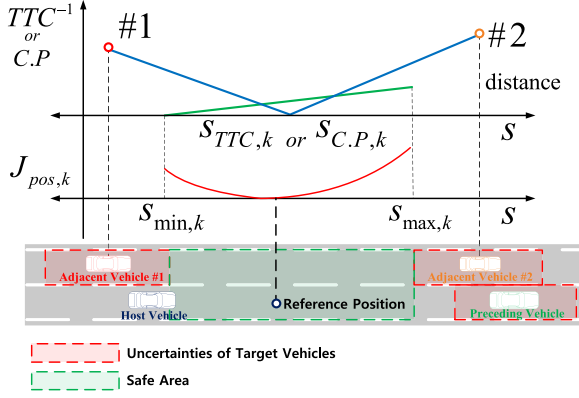 TTC⁻¹
or
C.P
#1
#2
distance
s_TTC,k or s_C.P,k
s
J_pos,k
s_min,k
s_max,k
s
Adjacent Vehicle #1
Adjacent Vehicle #2
Host Vehicle
Reference Position
Preceding Vehicle
Uncertainties of Target Vehicles
Safe Area